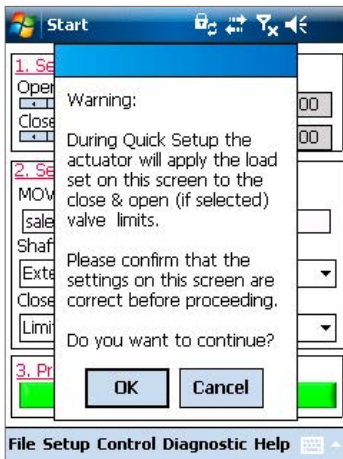 Start
1. Se
Oper
00
Close
00
Warning:
During Quick Setup the
actuator will apply the load
set on this screen to the
close & open (if selected)
valve limits.
Please confirm that the
settings on this screen are
correct before proceeding.
Do you want to continue?
OK Cancel
2. Se
MOV
sale
Shaf
Exte
Close
Limi
3. Pr
File Setup Control Diagnostic Help